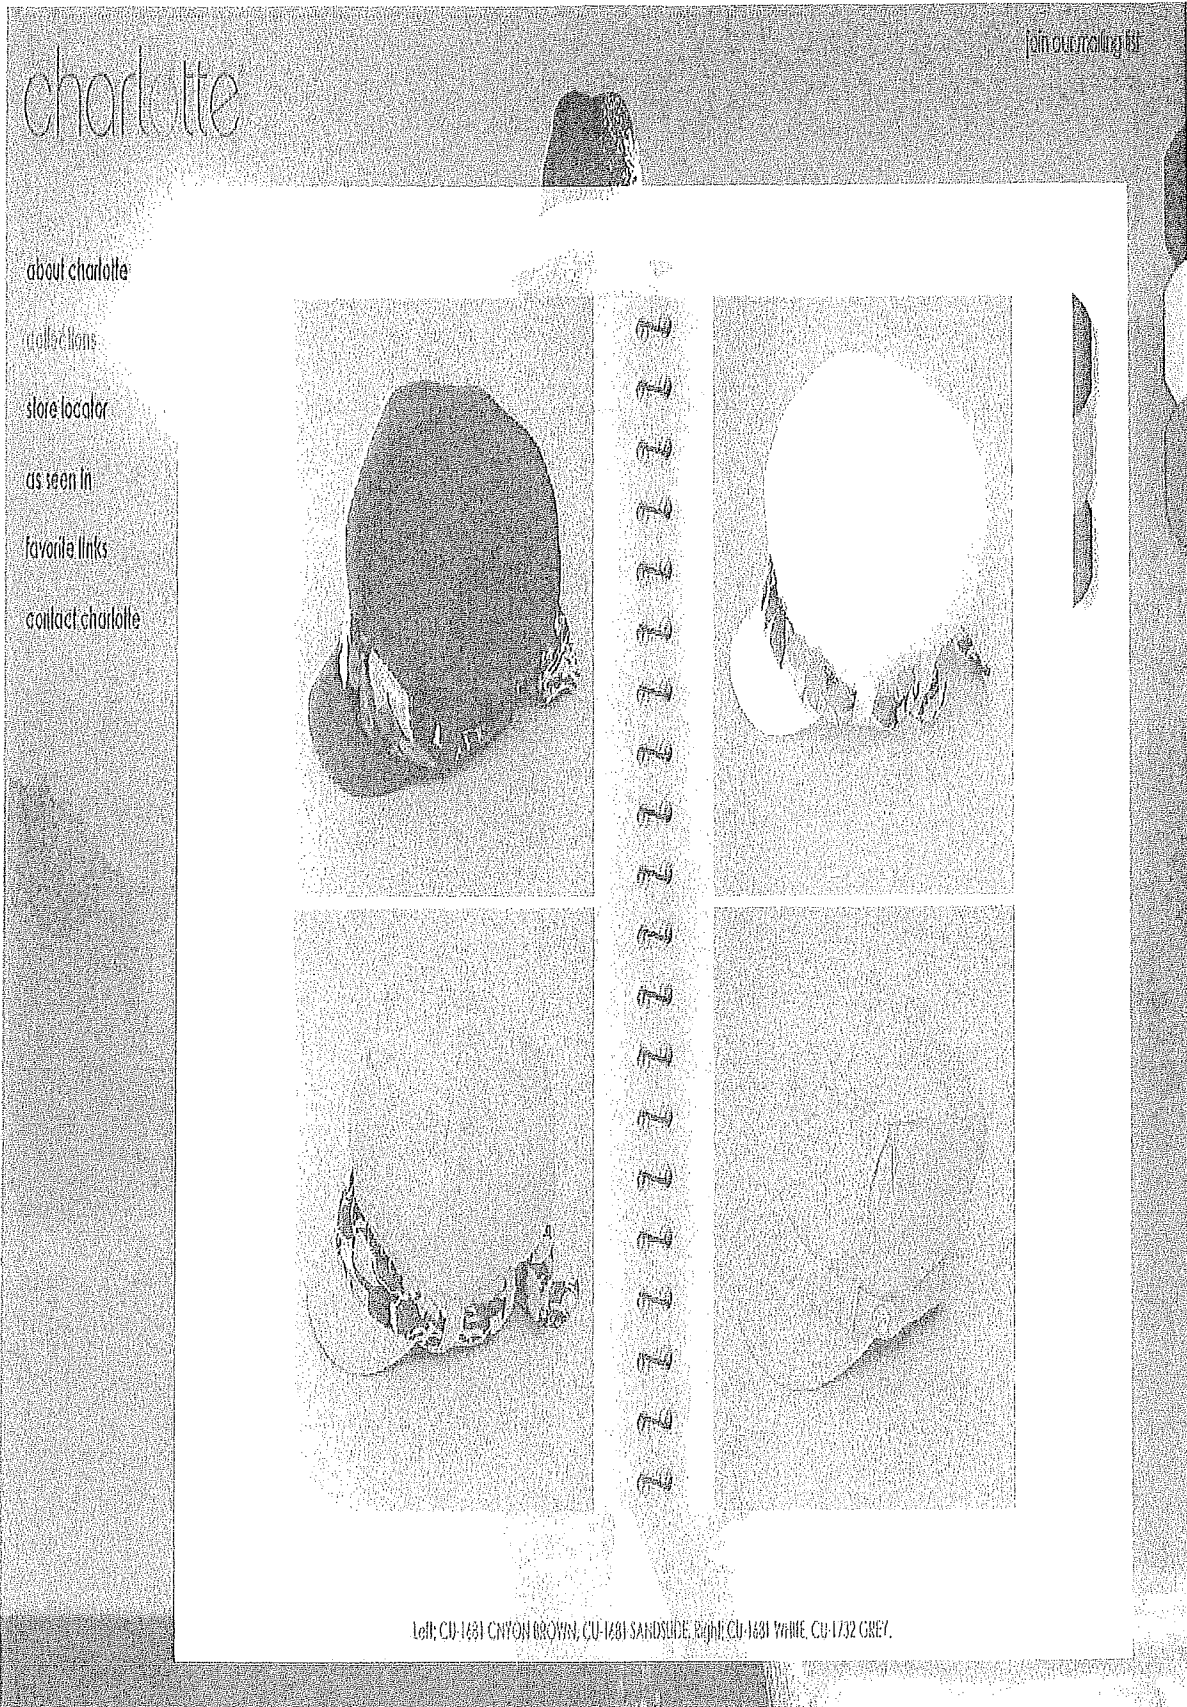 join our mailing list
charlotte
about charlotte
collections
store locator
as seen in
favorite links
contact charlotte
Left; CU-1681 CNYON BROWN, CU-1681 SANDSLIDE, Right; CU-1681 WHITE, CU-1732 GREY.